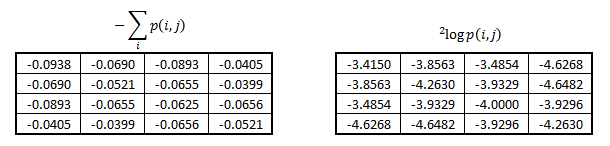 −∑p(i,j)
i
²log p(i,j)
-0.0938 -0.0690 -0.0893 -0.0405
-0.0690 -0.0521 -0.0655 -0.0399
-0.0893 -0.0655 -0.0625 -0.0656
-0.0405 -0.0399 -0.0656 -0.0521
-3.4150 -3.8563 -3.4854 -4.6268
-3.8563 -4.2630 -3.9329 -4.6482
-3.4854 -3.9329 -4.0000 -3.9296
-4.6268 -4.6482 -3.9296 -4.2630